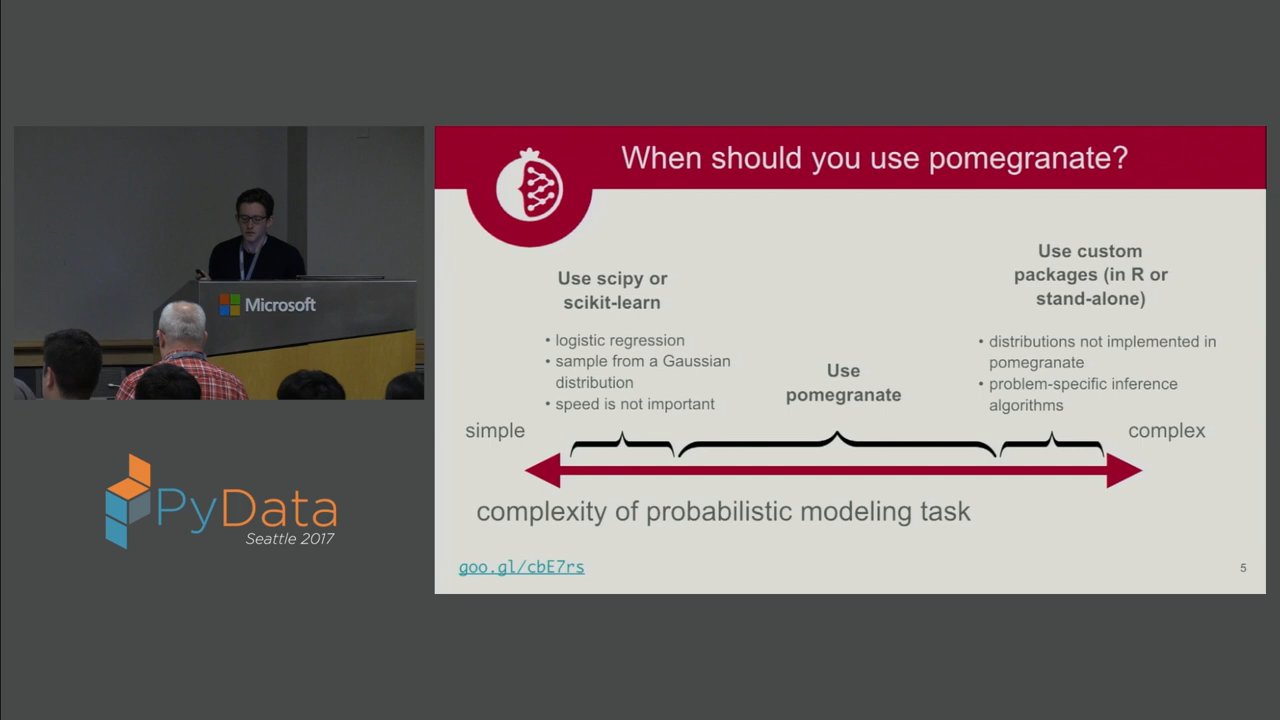 Microsoft
PyData
Seattle 2017
When should you use pomegranate?
Use scipy or
scikit-learn
• logistic regression
• sample from a Gaussian
distribution
• speed is not important
Use
pomegranate
Use custom
packages (in R or
stand-alone)
• distributions not implemented in
pomegranate
• problem-specific inference
algorithms
simple
complex
complexity of probabilistic modeling task
goo.gl/cbE7rs
5